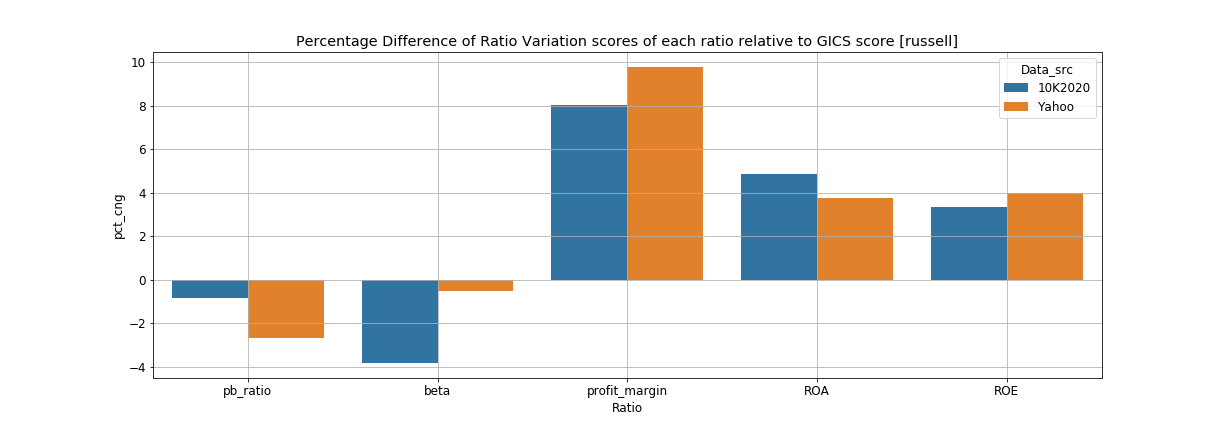 Percentage Difference of Ratio Variation scores of each ratio relative to GICS score [russell]
10
8
6
4
2
0
−2
−4
pct_cng
Data_src
10K2020
Yahoo
pb_ratio
beta
profit_margin
ROA
ROE
Ratio